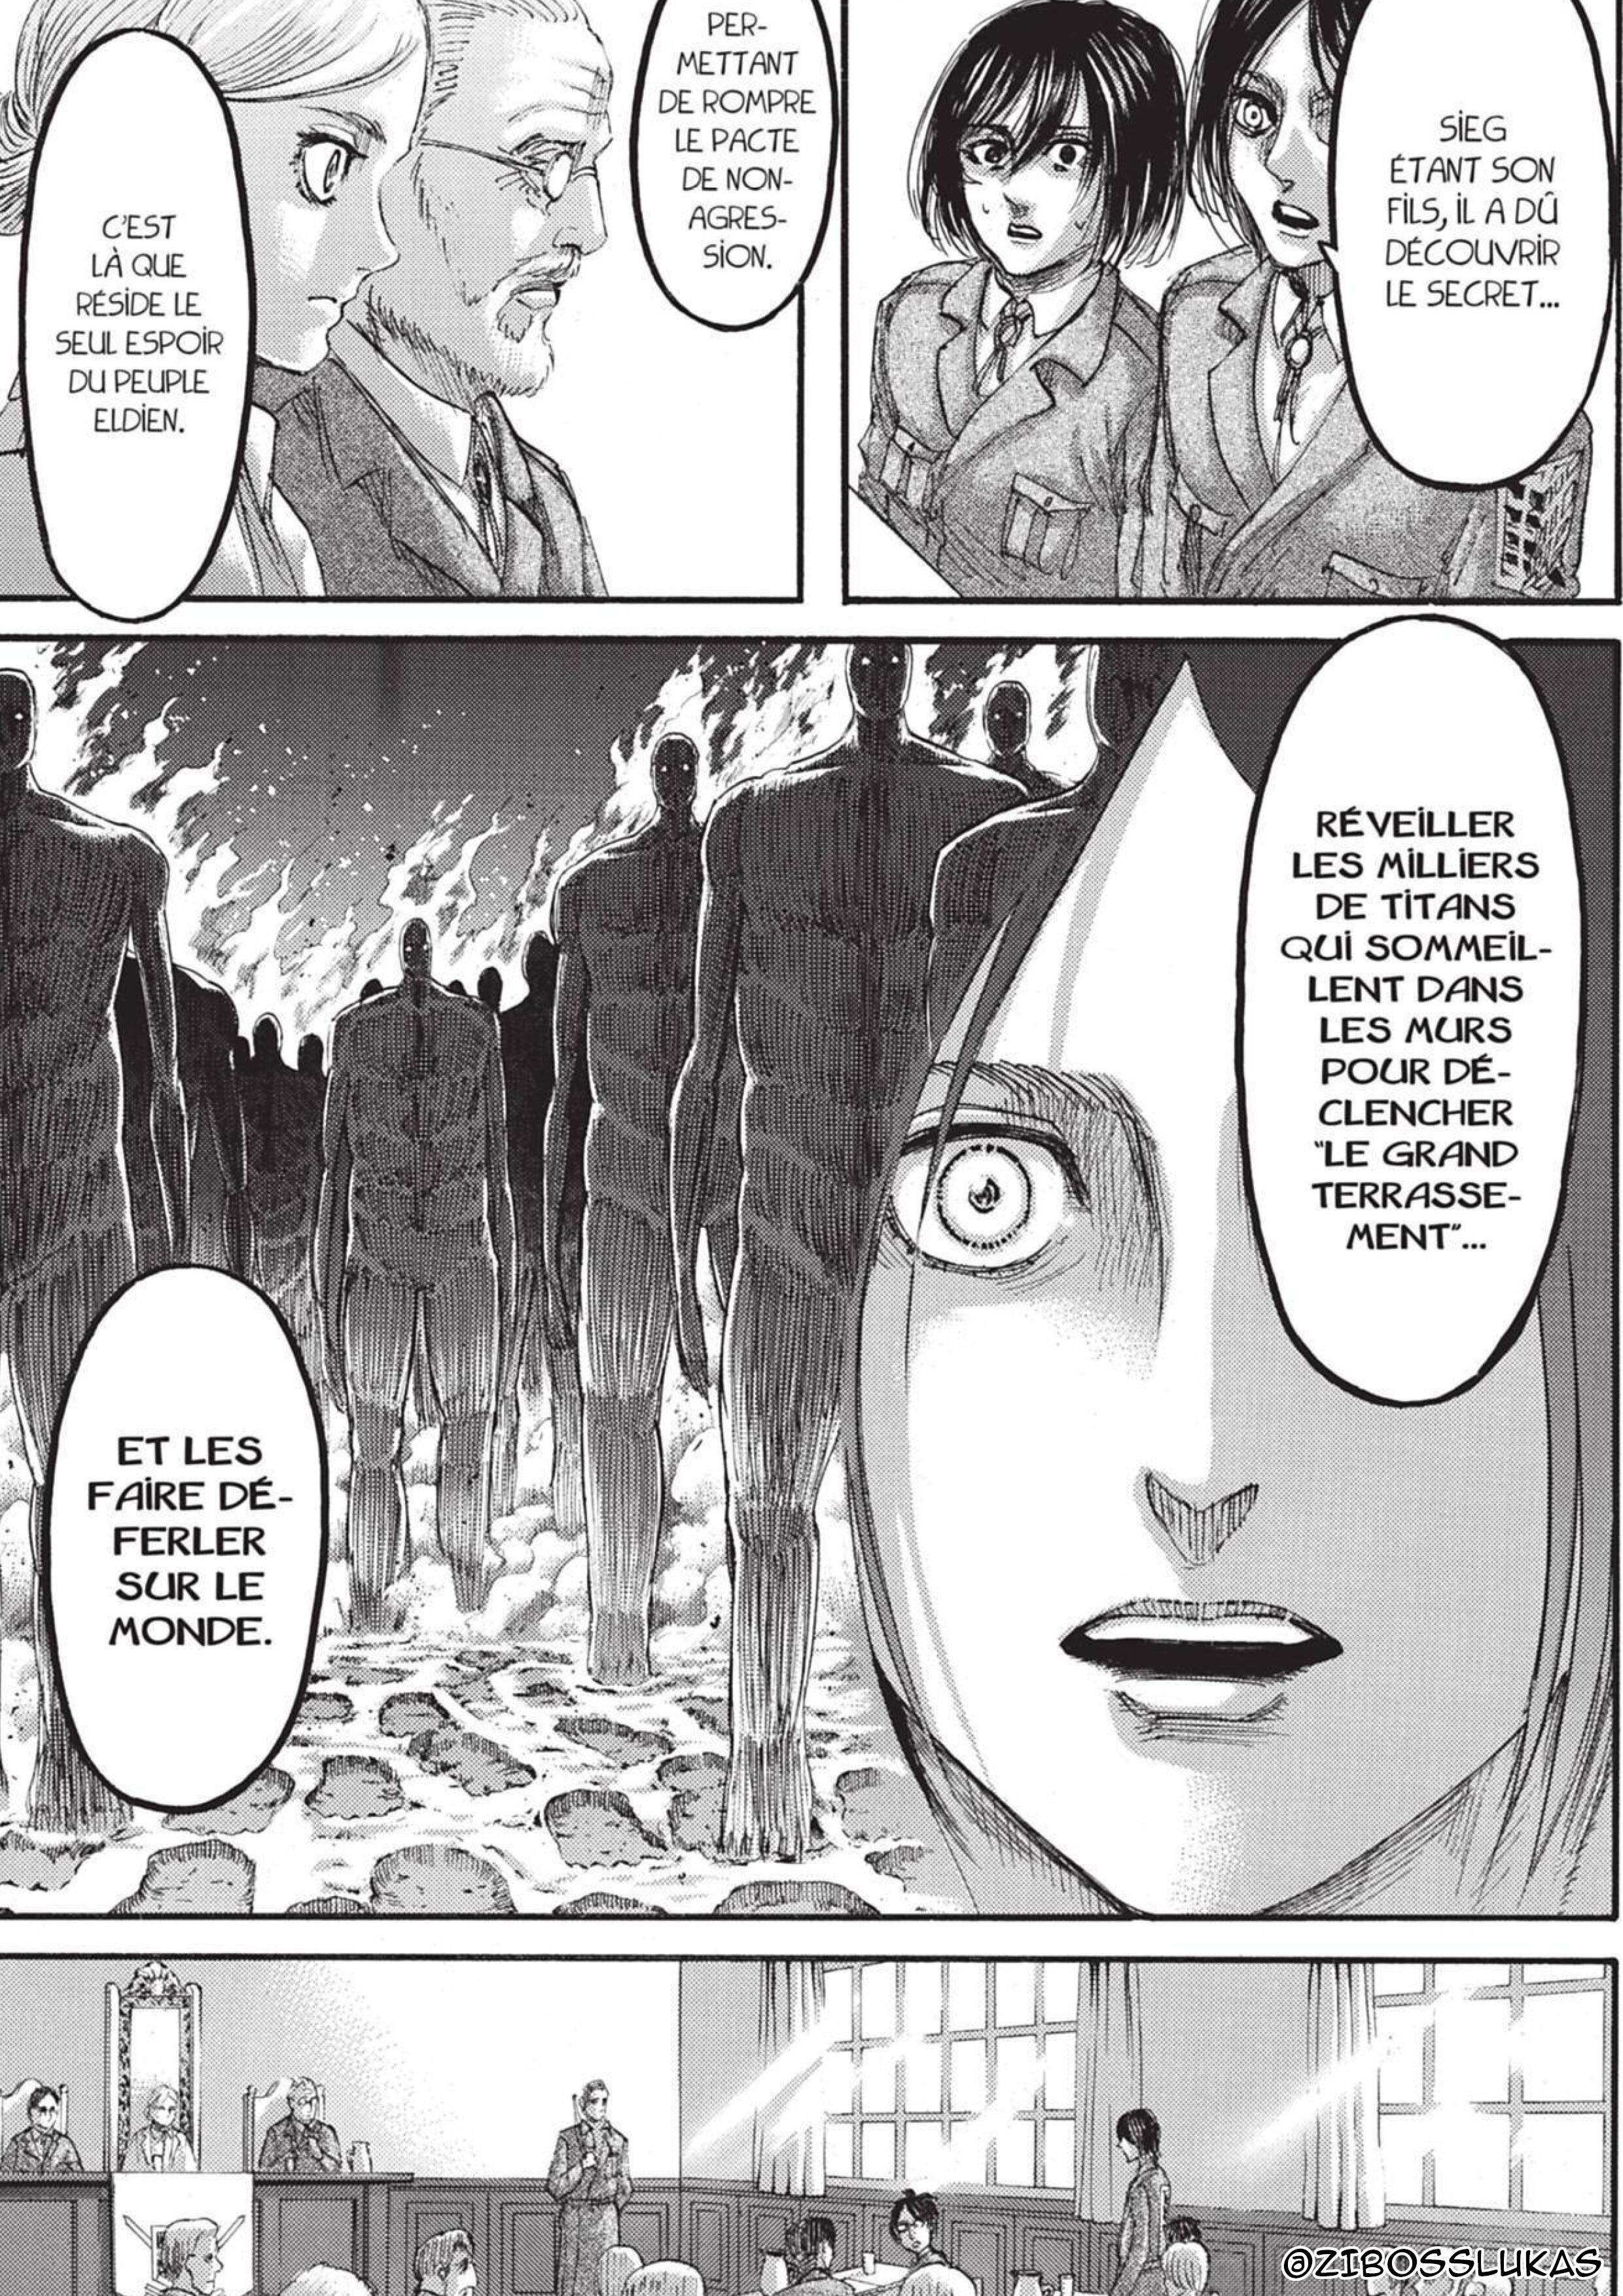 SIEG
ÉTANT SON
FILS, IL A DÛ
DÉCOUVRIR
LE SECRET...
PER-
METTANT
DE ROMPRE
LE PACTE
DE NON-
AGRES-
SION.
C'EST
LÀ QUE
RÉSIDE LE
SEUL ESPOIR
DU PEUPLE
ELDIEN.
RÉVEILLER
LES MILLIERS
DE TITANS
QUI SOMMEIL-
LENT DANS
LES MURS
POUR DÉ-
CLENCHER
"LE GRAND
TERRASSE-
MENT"...
ET LES
FAIRE DÉ-
FERLER
SUR LE
MONDE.
@ZIBOSSLUKAS